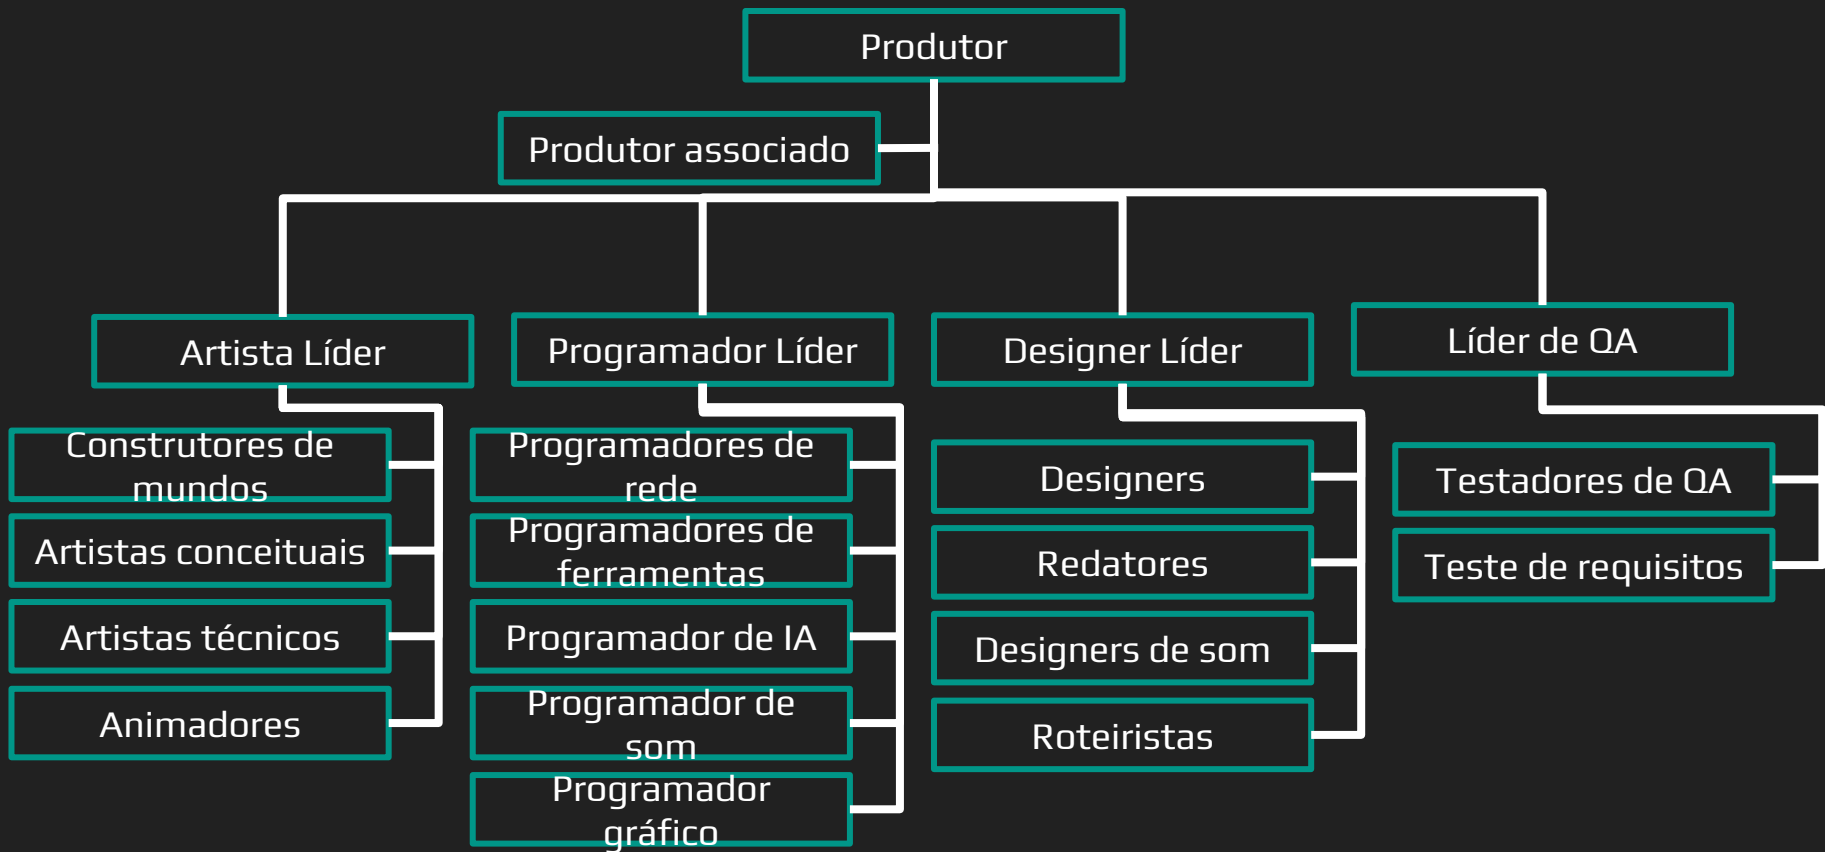 Produtor
Produtor associado
Artista Líder
Programador Líder
Designer Líder
Líder de QA
Construtores de
mundos
Artistas conceituais
Artistas técnicos
Animadores
Programadores de
rede
Programadores de
ferramentas
Programador de IA
Programador de
som
Programador
gráfico
Designers
Redatores
Designers de som
Roteiristas
Testadores de QA
Teste de requisitos